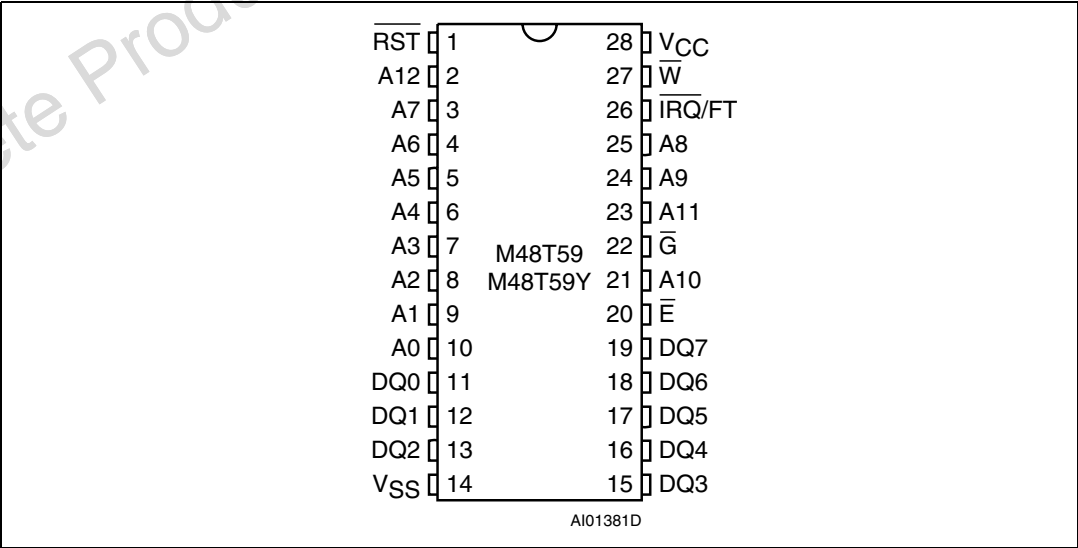 ete Produ
R̅S̅T̅ 1 28 VCC
A12 2 27 W̅
A7 3 26 I̅R̅Q̅/FT
A6 4 25 A8
A5 5 24 A9
A4 6 23 A11
A3 7 22 G̅
M48T59
A2 8 M48T59Y 21 A10
A1 9 20 E̅
A0 10 19 DQ7
DQ0 11 18 DQ6
DQ1 12 17 DQ5
DQ2 13 16 DQ4
VSS 14 15 DQ3
AI01381D